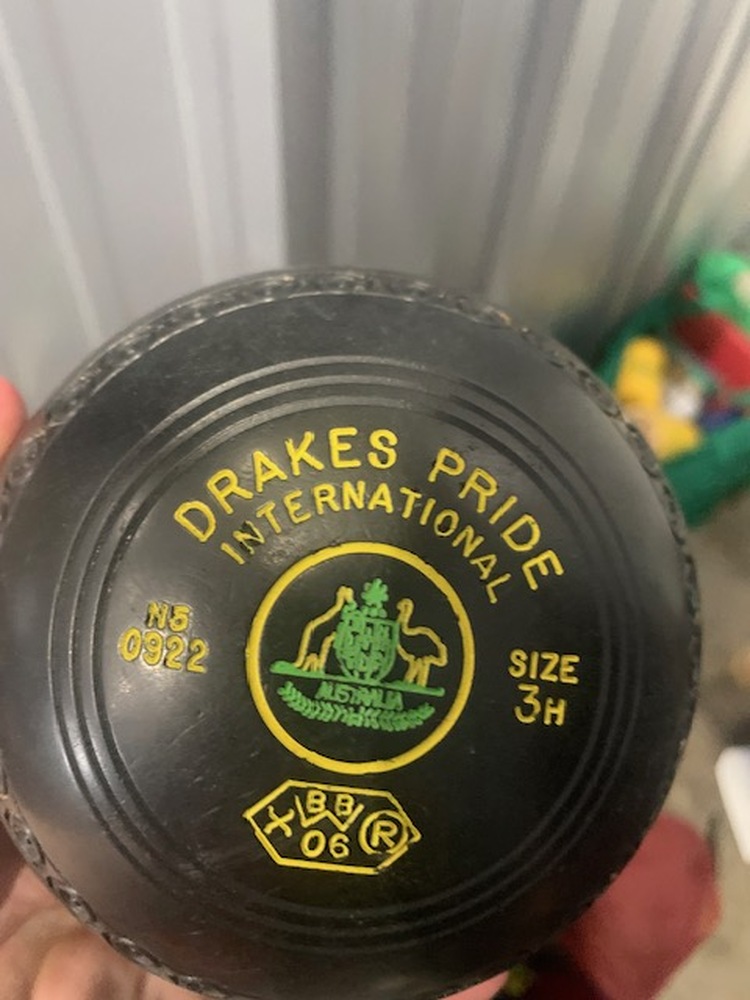 DRAKES PRIDE
INTERNATIONAL
N5
0922
SIZE
3H
AUSTRALIA
BB
06 R